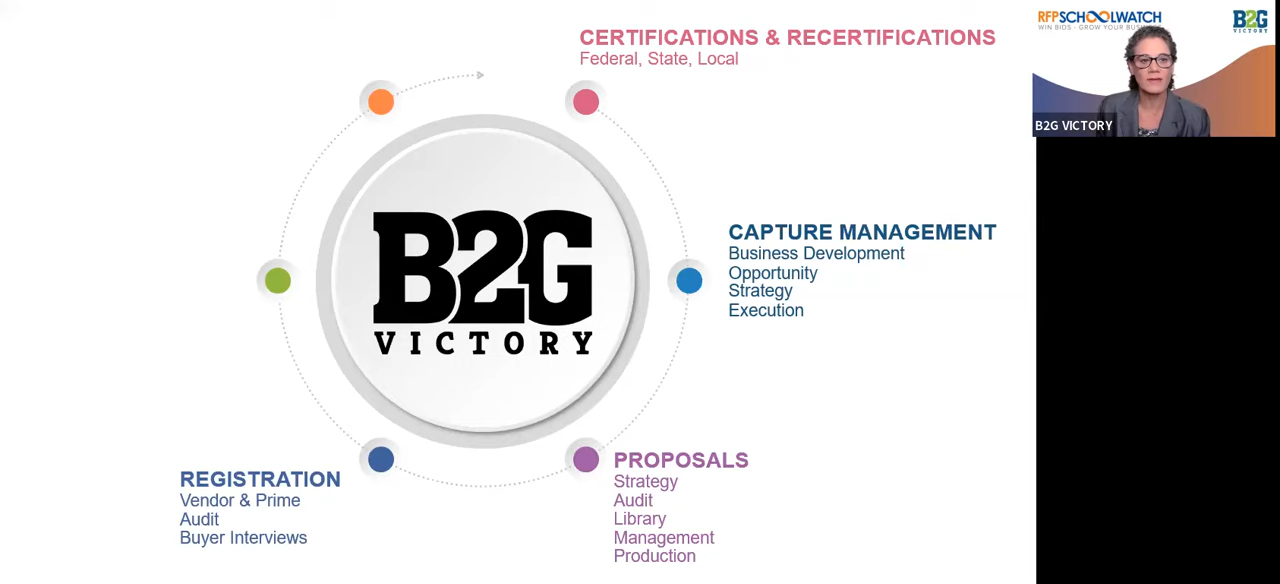 CERTIFICATIONS & RECERTIFICATIONS
Federal, State, Local
CAPTURE MANAGEMENT
Business Development
Opportunity
Strategy
Execution
B2G
VICTORY
PROPOSALS
Strategy
Audit
Library
Management
Production
REGISTRATION
Vendor & Prime
Audit
Buyer Interviews
RFPSCHOOLWATCH
WIN BIDS - GROW YOUR
B2G
VICTORY
B2G VICTORY